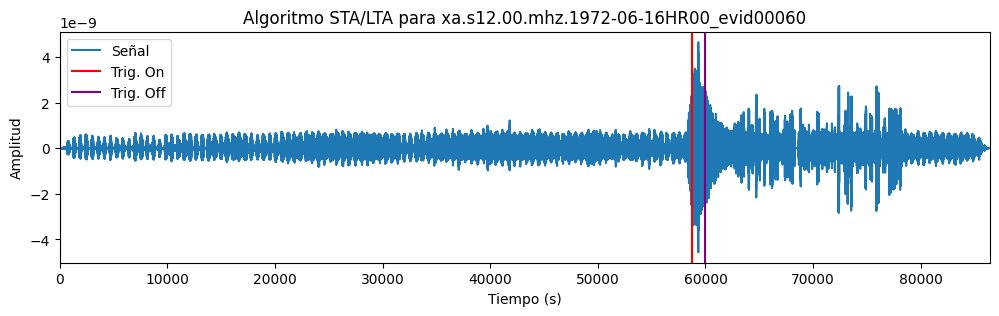 Algoritmo STA/LTA para xa.s12.00.mhz.1972-06-16HR00_evid00060
1e−9
Señal
Trig. On
Trig. Off
Amplitud
4
2
0
−2
−4
0 10000 20000 30000 40000 50000 60000 70000 80000
Tiempo (s)